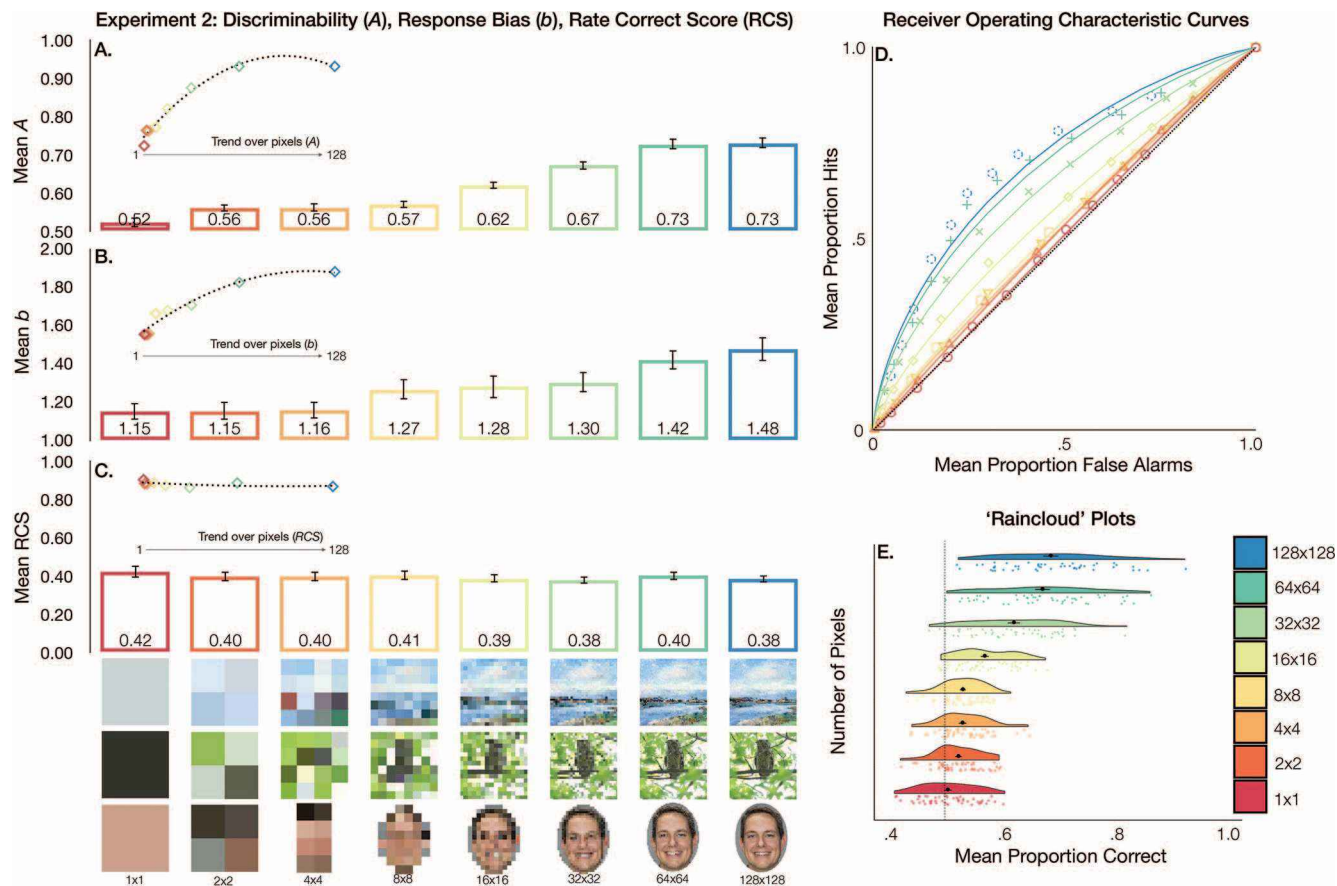 Experiment 2: Discriminability (A), Response Bias (b), Rate Correct Score (RCS)
A.
Mean A
1.00
0.90
0.80
0.70
0.60
0.50
Trend over pixels (A)
1
128
0.52
0.56
0.56
0.57
0.62
0.67
0.73
0.73
B.
Mean b
2.00
1.80
1.60
1.40
1.20
1.00
Trend over pixels (b)
1
128
1.15
1.15
1.16
1.27
1.28
1.30
1.42
1.48
C.
Mean RCS
1.00
0.80
0.60
0.40
0.20
0.00
Trend over pixels (RCS)
1
128
0.42
0.40
0.40
0.41
0.39
0.38
0.40
0.38
1x1
2x2
4x4
8x8
16x16
32x32
64x64
128x128
Receiver Operating Characteristic Curves
D.
Mean Proportion Hits
1.0
.5
0
0
.5
1.0
Mean Proportion False Alarms
'Raincloud' Plots
E.
Number of Pixels
.4
.6
.8
1.0
Mean Proportion Correct
128x128
64x64
32x32
16x16
8x8
4x4
2x2
1x1